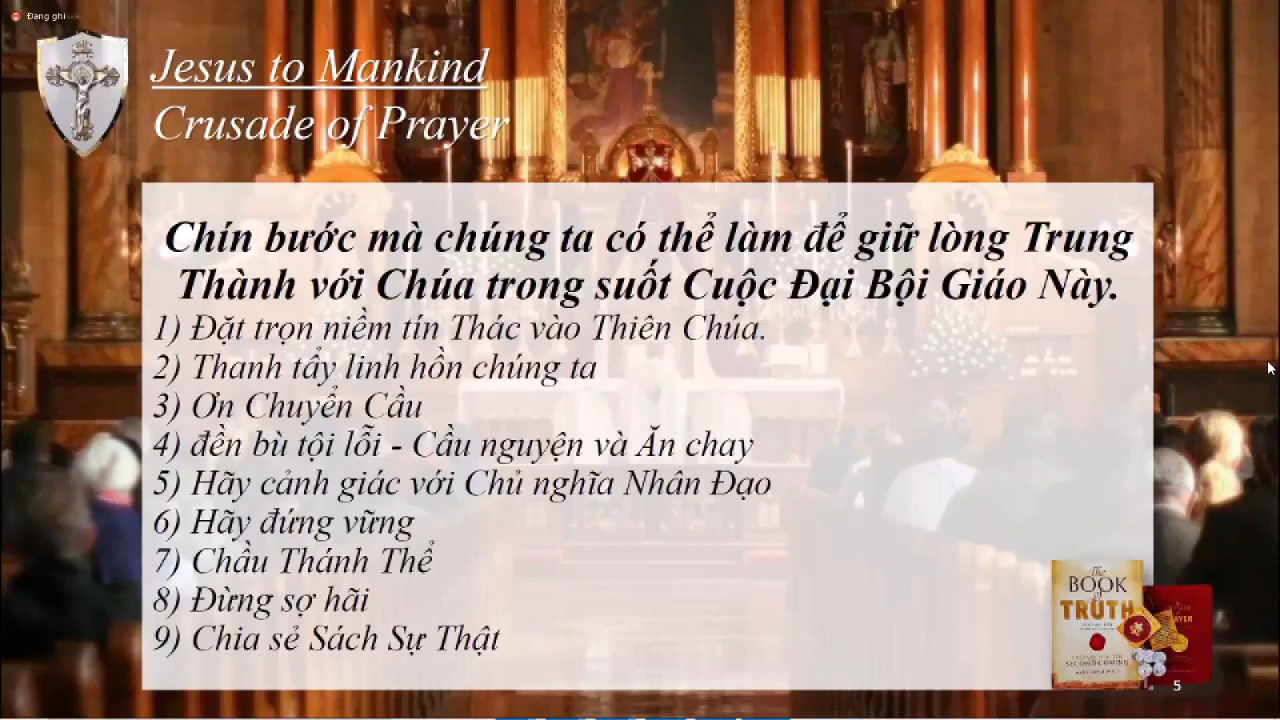 Đang ghi
Jesus to Mankind
Crusade of Prayer
Chín bước mà chúng ta có thể làm để giữ lòng Trung
Thành với Chúa trong suốt Cuộc Đại Bội Giáo Này.
1) Đặt trọn niềm tín Thác vào Thiên Chúa.
2) Thanh tẩy linh hồn chúng ta
3) Ơn Chuyển Cầu
4) đền bù tội lỗi - Cầu nguyện và Ăn chay
5) Hãy cảnh giác với Chủ nghĩa Nhân Đạo
6) Hãy đứng vững
7) Chầu Thánh Thể
8) Đừng sợ hãi
9) Chia sẻ Sách Sự Thật
The
BOOK
of
TRUTH
SECOND COMING
5